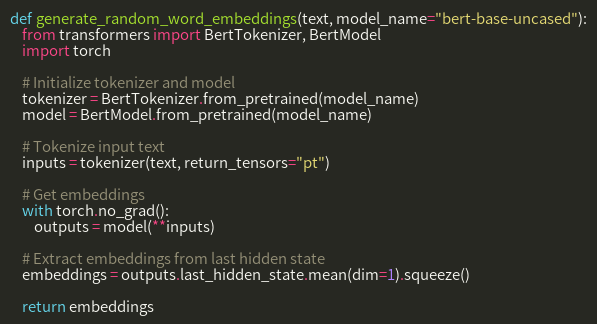 def generate_random_word_embeddings(text, model_name="bert-base-uncased"):
from transformers import BertTokenizer, BertModel
import torch
# Initialize tokenizer and model
tokenizer = BertTokenizer.from_pretrained(model_name)
model = BertModel.from_pretrained(model_name)
# Tokenize input text
inputs = tokenizer(text, return_tensors="pt")
# Get embeddings
with torch.no_grad():
outputs = model(**inputs)
# Extract embeddings from last hidden state
embeddings = outputs.last_hidden_state.mean(dim=1).squeeze()
return embeddings